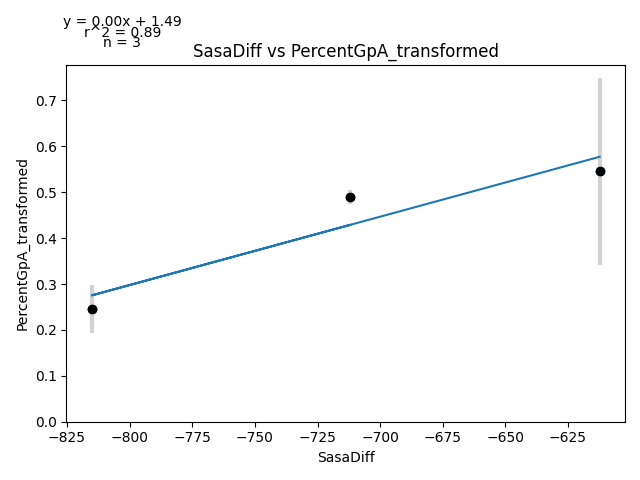 y = 0.00x + 1.49
r^2 = 0.89
n = 3
SasaDiff vs PercentGpA_transformed
PercentGpA_transformed
0.7
0.6
0.5
0.4
0.3
0.2
0.1
0.0
−825 −800 −775 −750 −725 −700 −675 −650 −625
SasaDiff